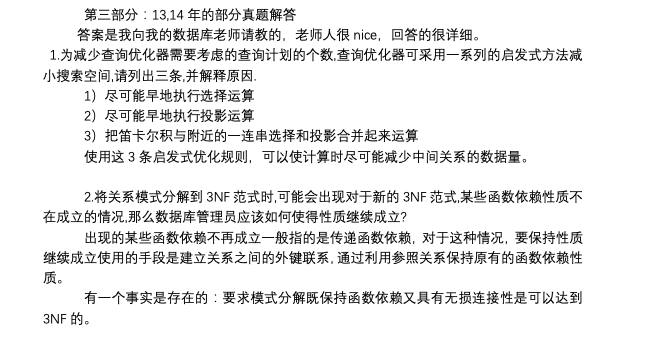 第三部分：13,14 年的部分真题解答
答案是我向我的数据库老师请教的，老师人很 nice，回答的很详细。
1.为减少查询优化器需要考虑的查询计划的个数,查询优化器可采用一系列的启发式方法减
小搜索空间,请列出三条,并解释原因.
1）尽可能早地执行选择运算
2）尽可能早地执行投影运算
3）把笛卡尔积与附近的一连串选择和投影合并起来运算
使用这 3 条启发式优化规则，可以使计算时尽可能减少中间关系的数据量。
2.将关系模式分解到 3NF 范式时,可能会出现对于新的 3NF 范式,某些函数依赖性质不
在成立的情况,那么数据库管理员应该如何使得性质继续成立?
出现的某些函数依赖不再成立一般指的是传递函数依赖，对于这种情况，要保持性质
继续成立使用的手段是建立关系之间的外键联系, 通过利用参照关系保持原有的函数依赖性
质。
有一个事实是存在的：要求模式分解既保持函数依赖又具有无损连接性是可以达到
3NF 的。